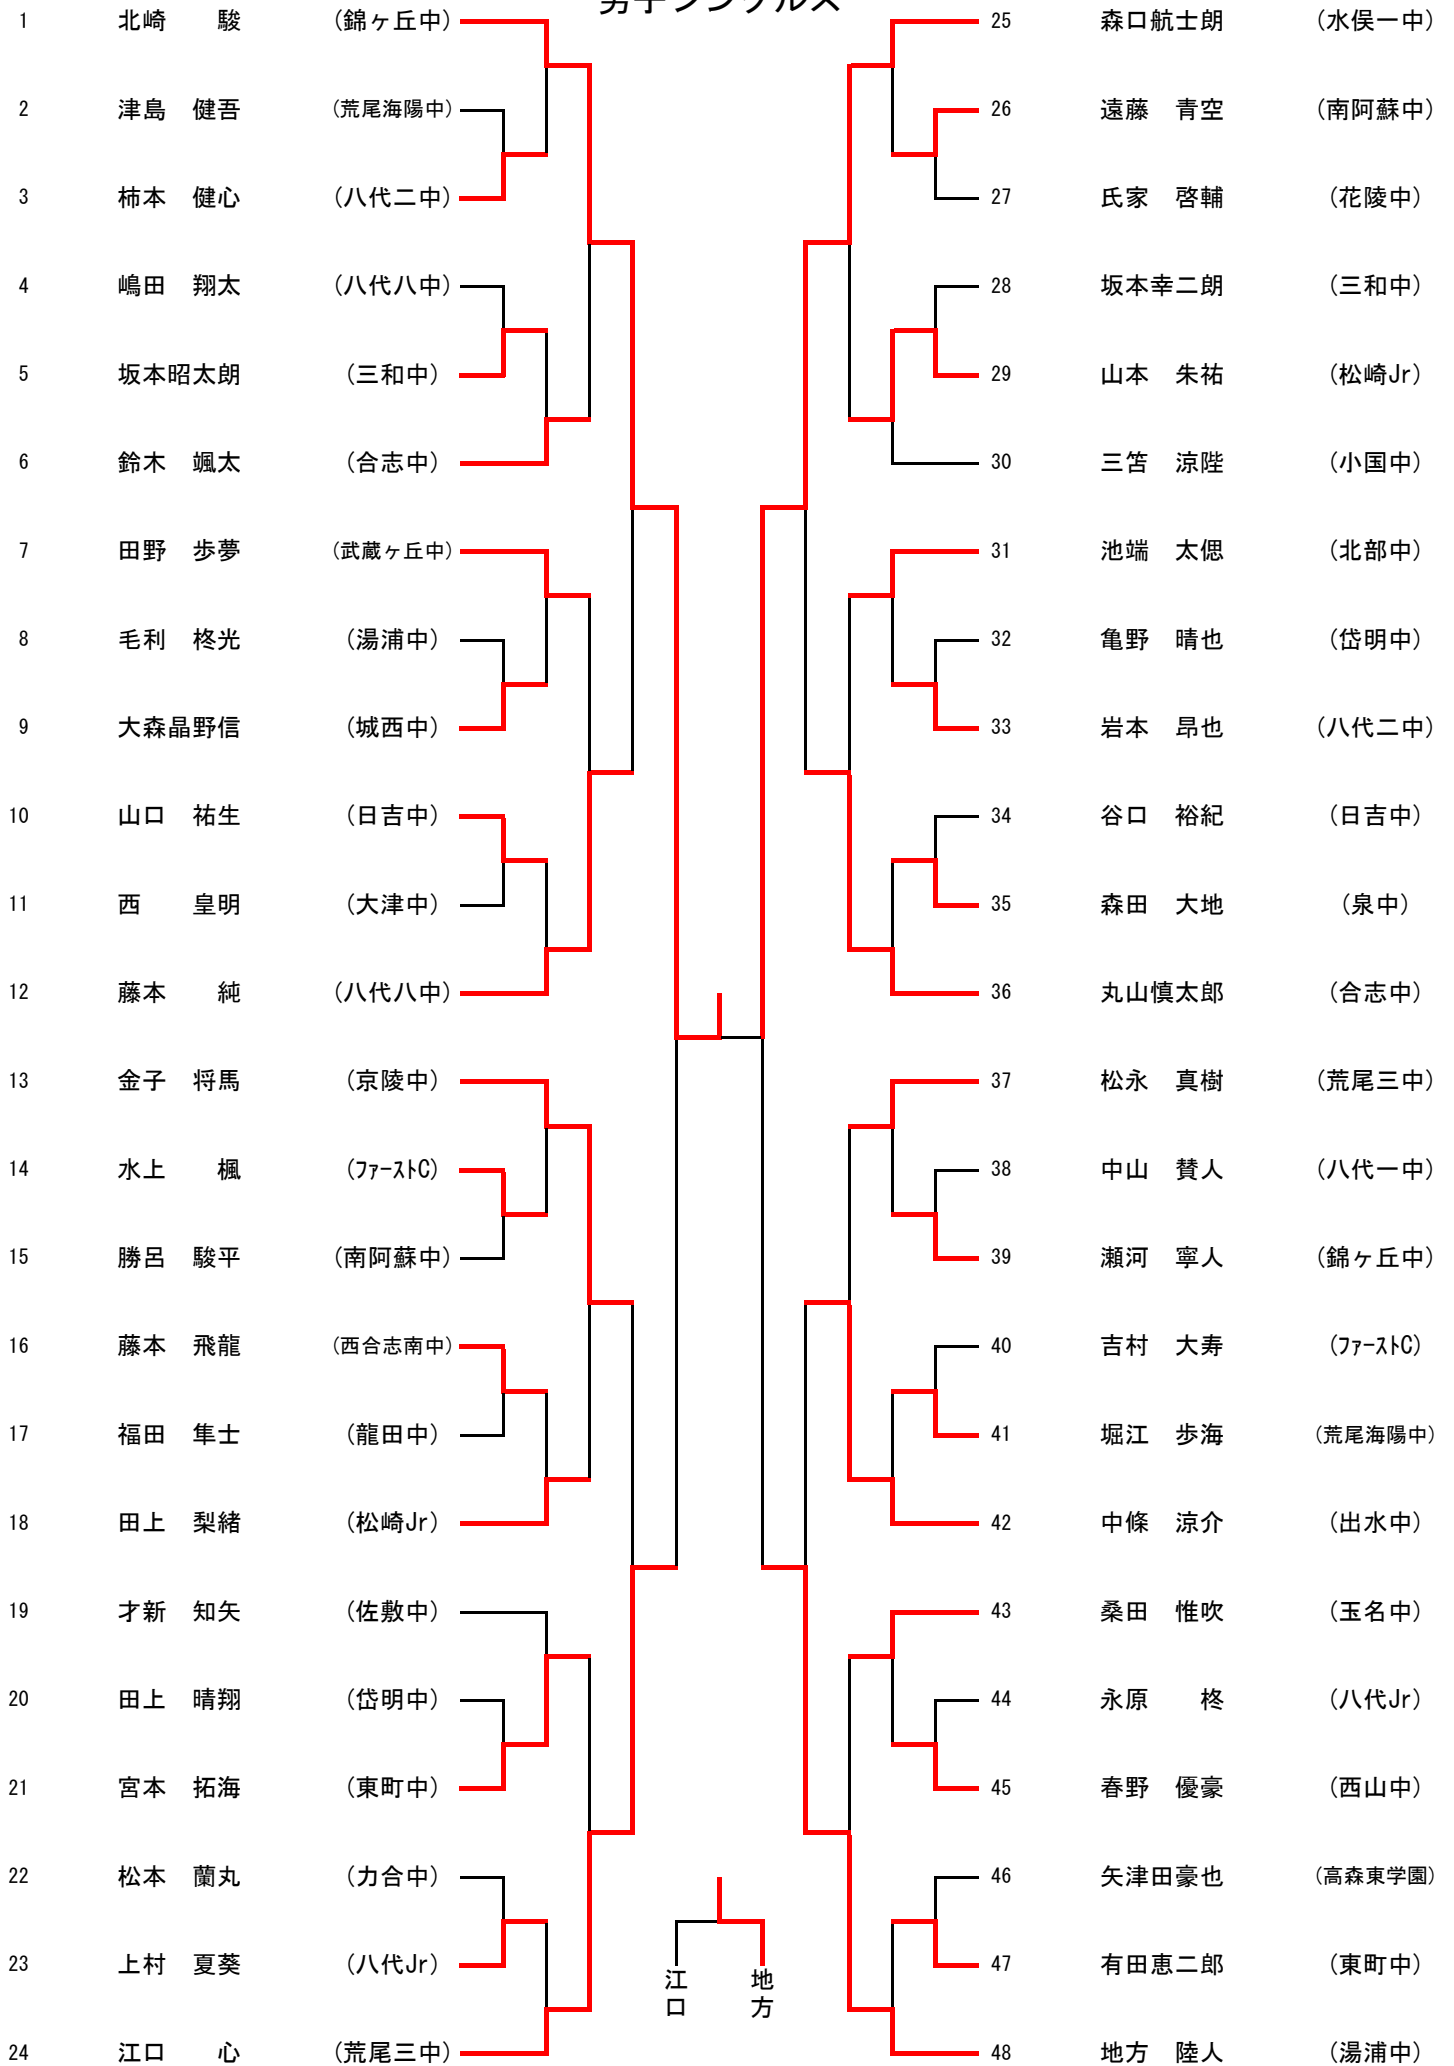 男子シングルス
1 北崎　駿 (錦ヶ丘中)
2 津島　健吾 (荒尾海陽中)
3 柿本　健心 (八代二中)
4 嶋田　翔太 (八代八中)
5 坂本昭太朗 (三和中)
6 鈴木　颯太 (合志中)
7 田野　歩夢 (武蔵ヶ丘中)
8 毛利　柊光 (湯浦中)
9 大森晶野信 (城西中)
10 山口　祐生 (日吉中)
11 西　皇明 (大津中)
12 藤本　純 (八代八中)
13 金子　将馬 (京陵中)
14 水上　楓 (ﾌｧｰｽﾄC)
15 勝呂　駿平 (南阿蘇中)
16 藤本　飛龍 (西合志南中)
17 福田　隼士 (龍田中)
18 田上　梨緒 (松崎Jr)
19 才新　知矢 (佐敷中)
20 田上　晴翔 (岱明中)
21 宮本　拓海 (東町中)
22 松本　蘭丸 (力合中)
23 上村　夏葵 (八代Jr)
24 江口　心 (荒尾三中)
江口
地方
25 森口航士朗 (水俣一中)
26 遠藤　青空 (南阿蘇中)
27 氏家　啓輔 (花陵中)
28 坂本幸二朗 (三和中)
29 山本　朱祐 (松崎Jr)
30 三笘　涼陛 (小国中)
31 池端　太偲 (北部中)
32 亀野　晴也 (岱明中)
33 岩本　昂也 (八代二中)
34 谷口　裕紀 (日吉中)
35 森田　大地 (泉中)
36 丸山慎太郎 (合志中)
37 松永　真樹 (荒尾三中)
38 中山　賛人 (八代一中)
39 瀬河　寧人 (錦ヶ丘中)
40 吉村　大寿 (ﾌｧｰｽﾄC)
41 堀江　歩海 (荒尾海陽中)
42 中條　涼介 (出水中)
43 桑田　惟吹 (玉名中)
44 永原　柊 (八代Jr)
45 春野　優豪 (西山中)
46 矢津田豪也 (高森東学園)
47 有田恵二郎 (東町中)
48 地方　陸人 (湯浦中)